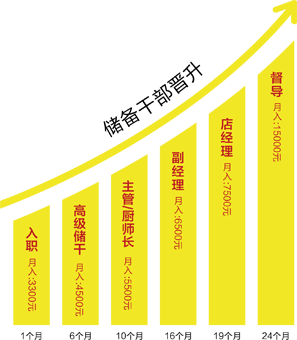 储备干部晋升
入职 月入:3300元
高级储干 月入:4500元
主管/厨师长 月入:5500元
副经理 月入:6500元
店经理 月入:7500元
督导 月入:15000元
1个月 6个月 10个月 16个月 19个月 24个月